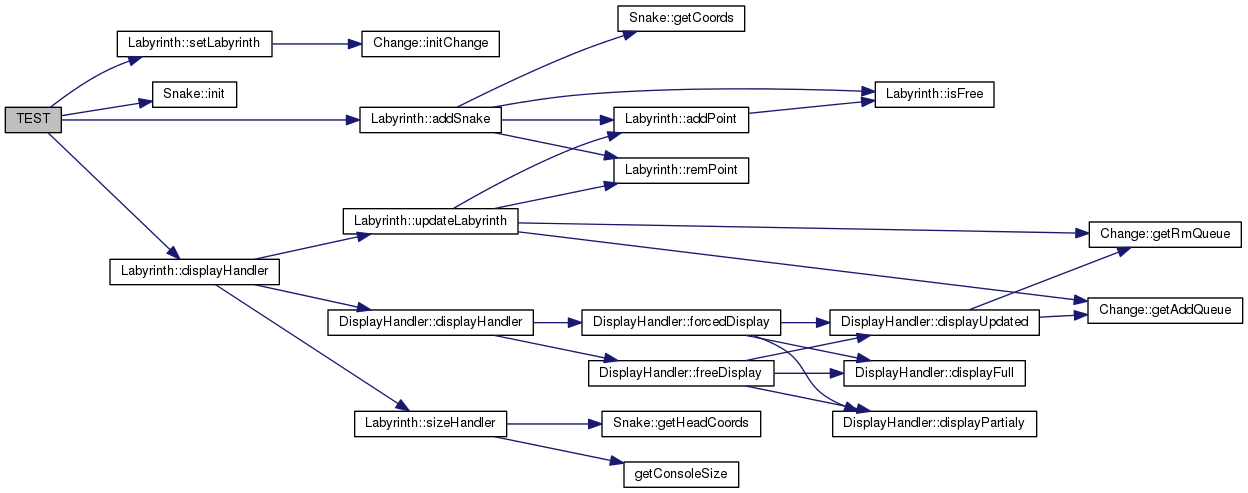 Snake::getCoords
Labyrinth::setLabyrinth
Change::initChange
Snake::init
Labyrinth::isFree
TEST
Labyrinth::addSnake
Labyrinth::addPoint
Labyrinth::remPoint
Labyrinth::updateLabyrinth
Change::getRmQueue
Labyrinth::displayHandler
Change::getAddQueue
DisplayHandler::displayHandler
DisplayHandler::forcedDisplay
DisplayHandler::displayUpdated
DisplayHandler::freeDisplay
DisplayHandler::displayFull
Labyrinth::sizeHandler
Snake::getHeadCoords
DisplayHandler::displayPartialy
getConsoleSize